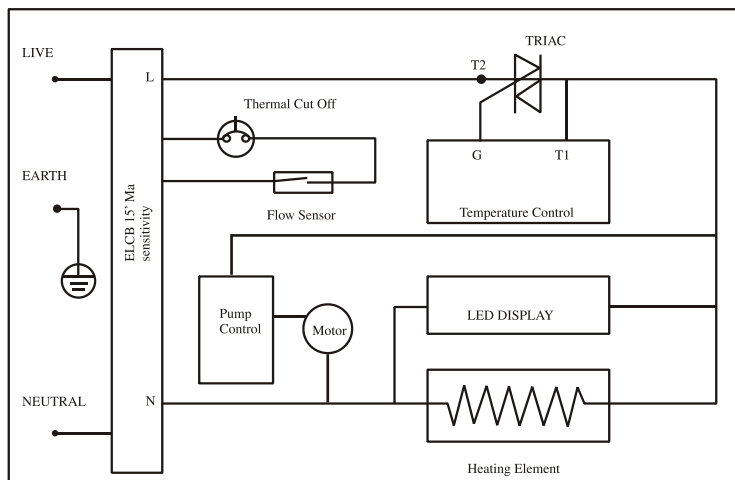 LIVE
TRIAC
T2
L
Thermal Cut Off
G
T1
EARTH
ELCB 15' Ma
sensitivity
Flow Sensor
Temperature Control
Pump
Control
Motor
LED DISPLAY
NEUTRAL
N
Heating Element